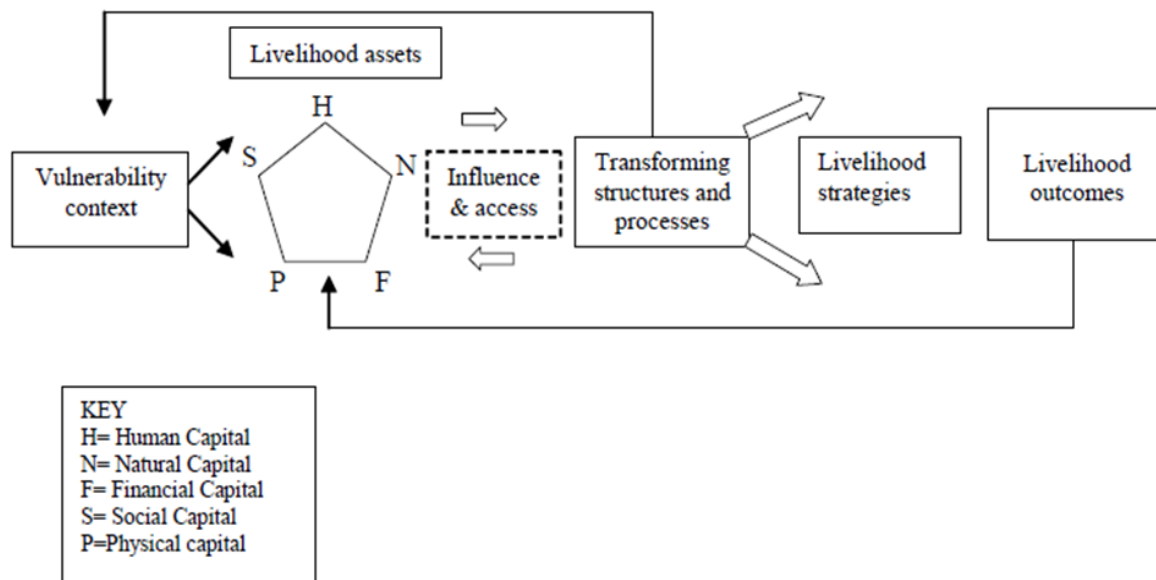 Livelihood assets
H
S
N
P
F
Vulnerability
context
Influence
& access
Transforming
structures and
processes
Livelihood
strategies
Livelihood
outcomes
KEY
H= Human Capital
N= Natural Capital
F= Financial Capital
S= Social Capital
P=Physical capital